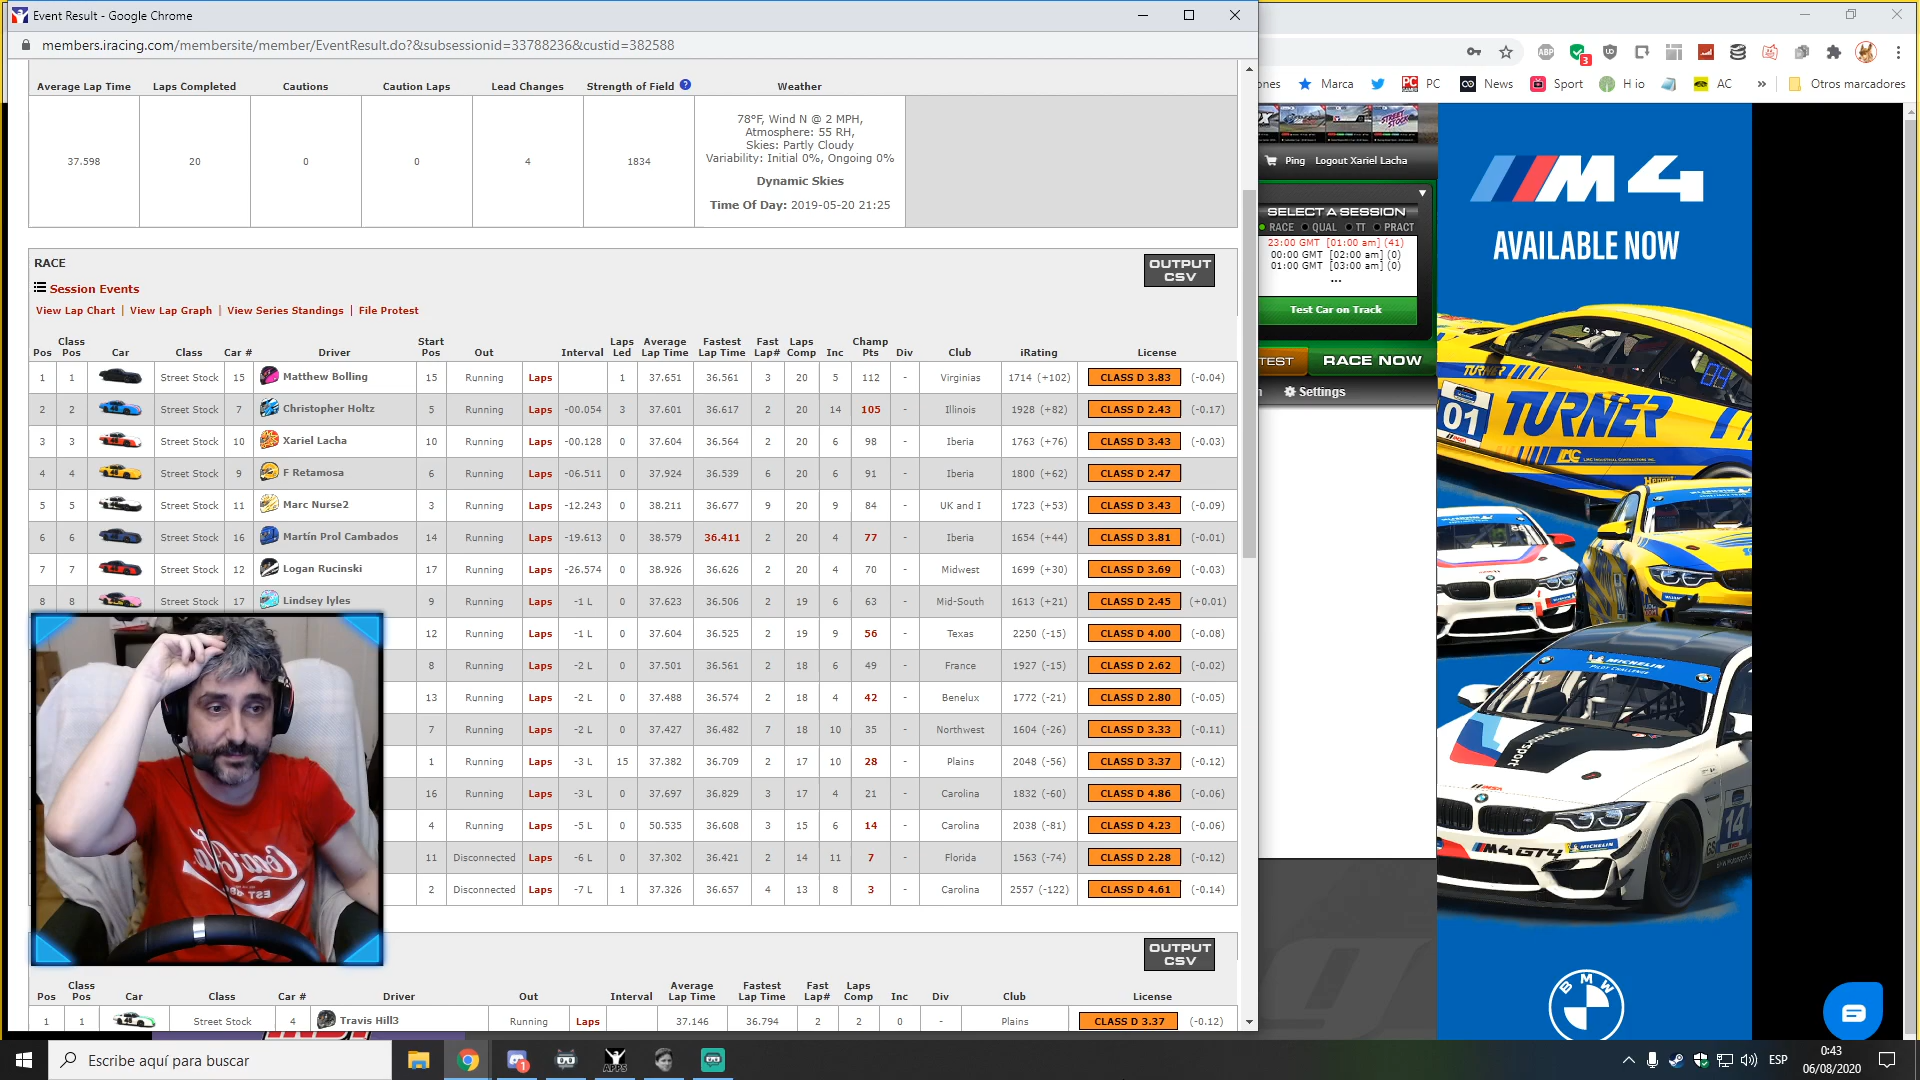 Event Result - Google Chrome
members.iracing.com/membersite/member/EventResult.do?&subsessionid=33788236&custid=382588
Average Lap Time Laps Completed Cautions Caution Laps Lead Changes Strength of Field Weather
37.598 20 0 0 4 1834
78°F, Wind N @ 2 MPH,
Atmosphere: 55 RH,
Skies: Partly Cloudy
Variability: Initial 0%, Ongoing 0%
Dynamic Skies
Time Of Day: 2019-05-20 21:25
RACE
OUTPUT CSV
Session Events
View Lap Chart | View Lap Graph | View Series Standings | File Protest
Pos Class Pos Car Class Car # Driver Start Pos Out Interval Laps Led Average Lap Time Fastest Lap Time Fast Lap# Laps Comp Inc Champ Pts Div Club iRating License
1 1 Street Stock 15 Matthew Bolling 15 Running Laps 1 37.651 36.561 3 20 5 112 - Virginias 1714 (+102) CLASS D 3.83 (-0.04)
2 2 Street Stock 7 Christopher Holtz 5 Running Laps -00.054 3 37.601 36.617 2 20 14 105 - Illinois 1928 (+82) CLASS D 2.43 (-0.17)
3 3 Street Stock 10 Xariel Lacha 10 Running Laps -00.128 0 37.604 36.564 2 20 6 98 - Iberia 1763 (+76) CLASS D 3.43 (-0.03)
4 4 Street Stock 9 F Retamosa 6 Running Laps -06.511 0 37.924 36.539 6 20 6 91 - Iberia 1800 (+62) CLASS D 2.47
5 5 Street Stock 11 Marc Nurse2 3 Running Laps -12.243 0 38.211 36.677 9 20 9 84 - UK and I 1723 (+53) CLASS D 3.43 (-0.09)
6 6 Street Stock 16 Martín Prol Cambados 14 Running Laps -19.613 0 38.579 36.411 2 20 4 77 - Iberia 1654 (+44) CLASS D 3.81 (-0.01)
7 7 Street Stock 12 Logan Rucinski 17 Running Laps -26.574 0 38.926 36.626 2 20 4 70 - Midwest 1699 (+30) CLASS D 3.69 (-0.03)
8 8 Street Stock 17 Lindsey lyles 9 Running Laps -1 L 0 37.623 36.506 2 19 6 63 - Mid-South 1613 (+21) CLASS D 2.45 (+0.01)
12 Running Laps -1 L 0 37.604 36.525 2 19 9 56 - Texas 2250 (-15) CLASS D 4.00 (-0.08)
8 Running Laps -2 L 0 37.501 36.561 2 18 6 49 - France 1927 (-15) CLASS D 2.62 (-0.02)
13 Running Laps -2 L 0 37.488 36.574 2 18 4 42 - Benelux 1772 (-21) CLASS D 2.80 (-0.05)
7 Running Laps -2 L 0 37.427 36.482 7 18 10 35 - Northwest 1604 (-26) CLASS D 3.33 (-0.11)
1 Running Laps -3 L 15 37.382 36.709 2 17 10 28 - Plains 2048 (-56) CLASS D 3.37 (-0.12)
16 Running Laps -3 L 0 37.697 36.829 3 17 4 21 - Carolina 1832 (-60) CLASS D 4.86 (-0.06)
4 Running Laps -5 L 0 50.535 36.608 3 15 6 14 - Carolina 2038 (-81) CLASS D 4.23 (-0.06)
11 Disconnected Laps -6 L 0 37.302 36.421 2 14 11 7 - Florida 1563 (-74) CLASS D 2.28 (-0.12)
2 Disconnected Laps -7 L 1 37.326 36.657 4 13 8 3 - Carolina 2557 (-122) CLASS D 4.61 (-0.14)
OUTPUT CSV
Pos Class Pos Car Class Car # Driver Out Interval Average Lap Time Fastest Lap Time Fast Lap# Laps Comp Inc Div Club License
1 1 Street Stock 4 Travis Hill3 Running Laps 37.146 36.794 2 2 0 - Plains CLASS D 3.37 (-0.12)
ABP 3
ones Marca PC News Sport H io AC » Otros marcadores
Ping Logout Xariel Lacha
SELECT A SESSION
RACE QUAL TT PRACT
23:00 GMT [01:00 am] (41)
00:00 GMT [02:00 am] (0)
01:00 GMT [03:00 am] (0)
...
Test Car on Track
TEST RACE NOW
Settings
M4
AVAILABLE NOW
TURNER
01 TURNER
MICHELIN
PILOT CHALLENGE
14
M4 GT4
MICHELIN
BMW
Escribe aquí para buscar
1
APPS
ESP
0:43
06/08/2020